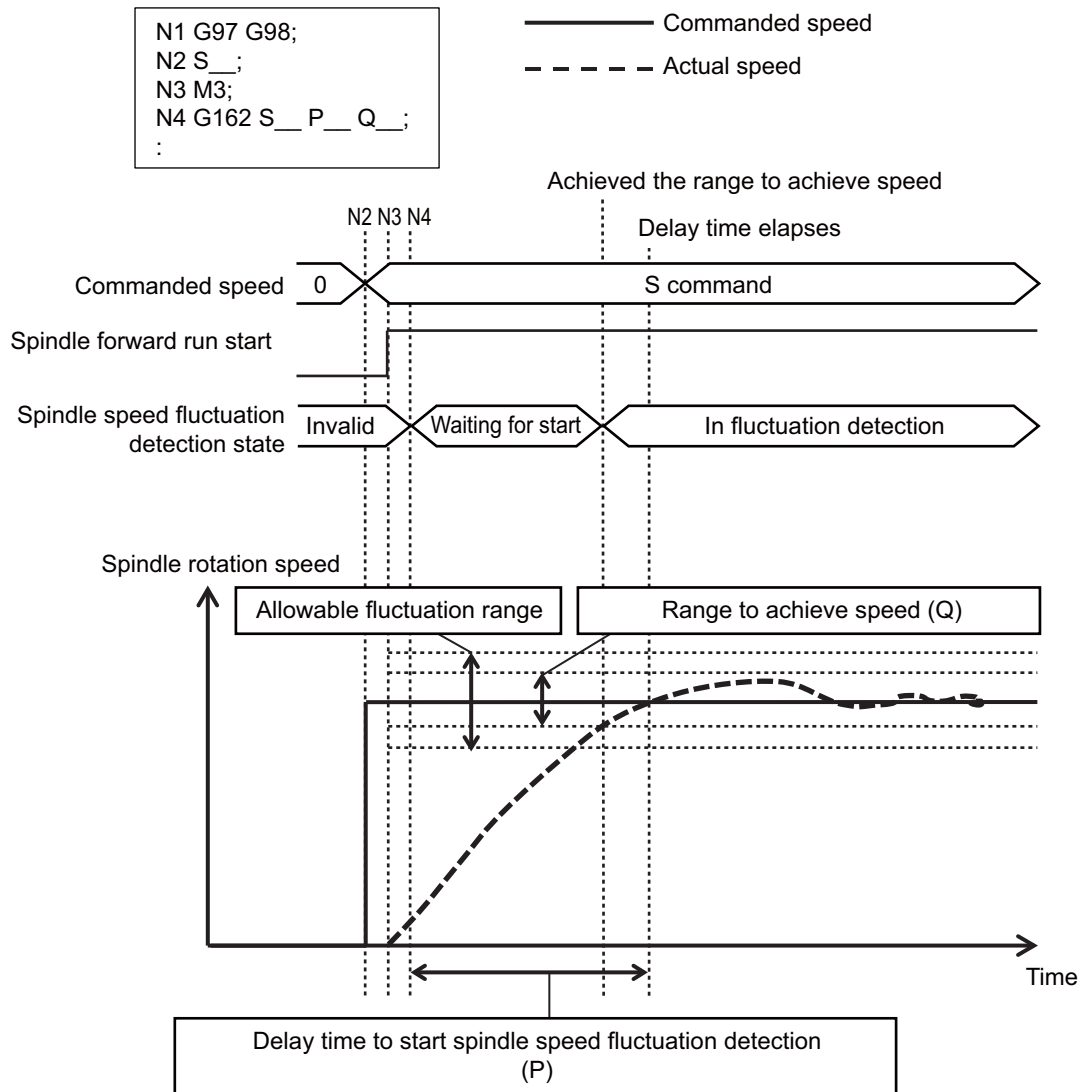 N1 G97 G98;
N2 S__;
N3 M3;
N4 G162 S__ P__ Q__;
:
Commanded speed
Actual speed
Achieved the range to achieve speed
N2 N3 N4
Delay time elapses
Commanded speed
0
S command
Spindle forward run start
Spindle speed fluctuation
detection state
Invalid
Waiting for start
In fluctuation detection
Spindle rotation speed
Allowable fluctuation range
Range to achieve speed (Q)
Time
Delay time to start spindle speed fluctuation detection
(P)